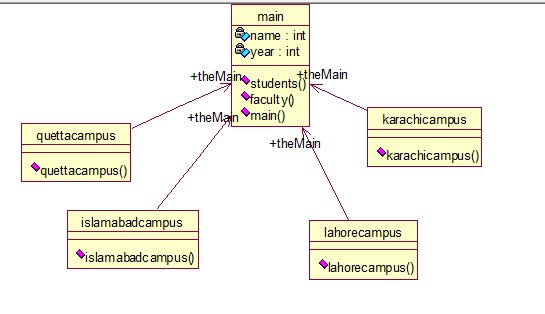 main
name : int
year : int
students()
faculty()
main()
+theMain
+theMain
+theMain
+theMain
quettacampus
quettacampus()
karachicampus
karachicampus()
islamabadcampus
islamabadcampus()
lahorecampus
lahorecampus()